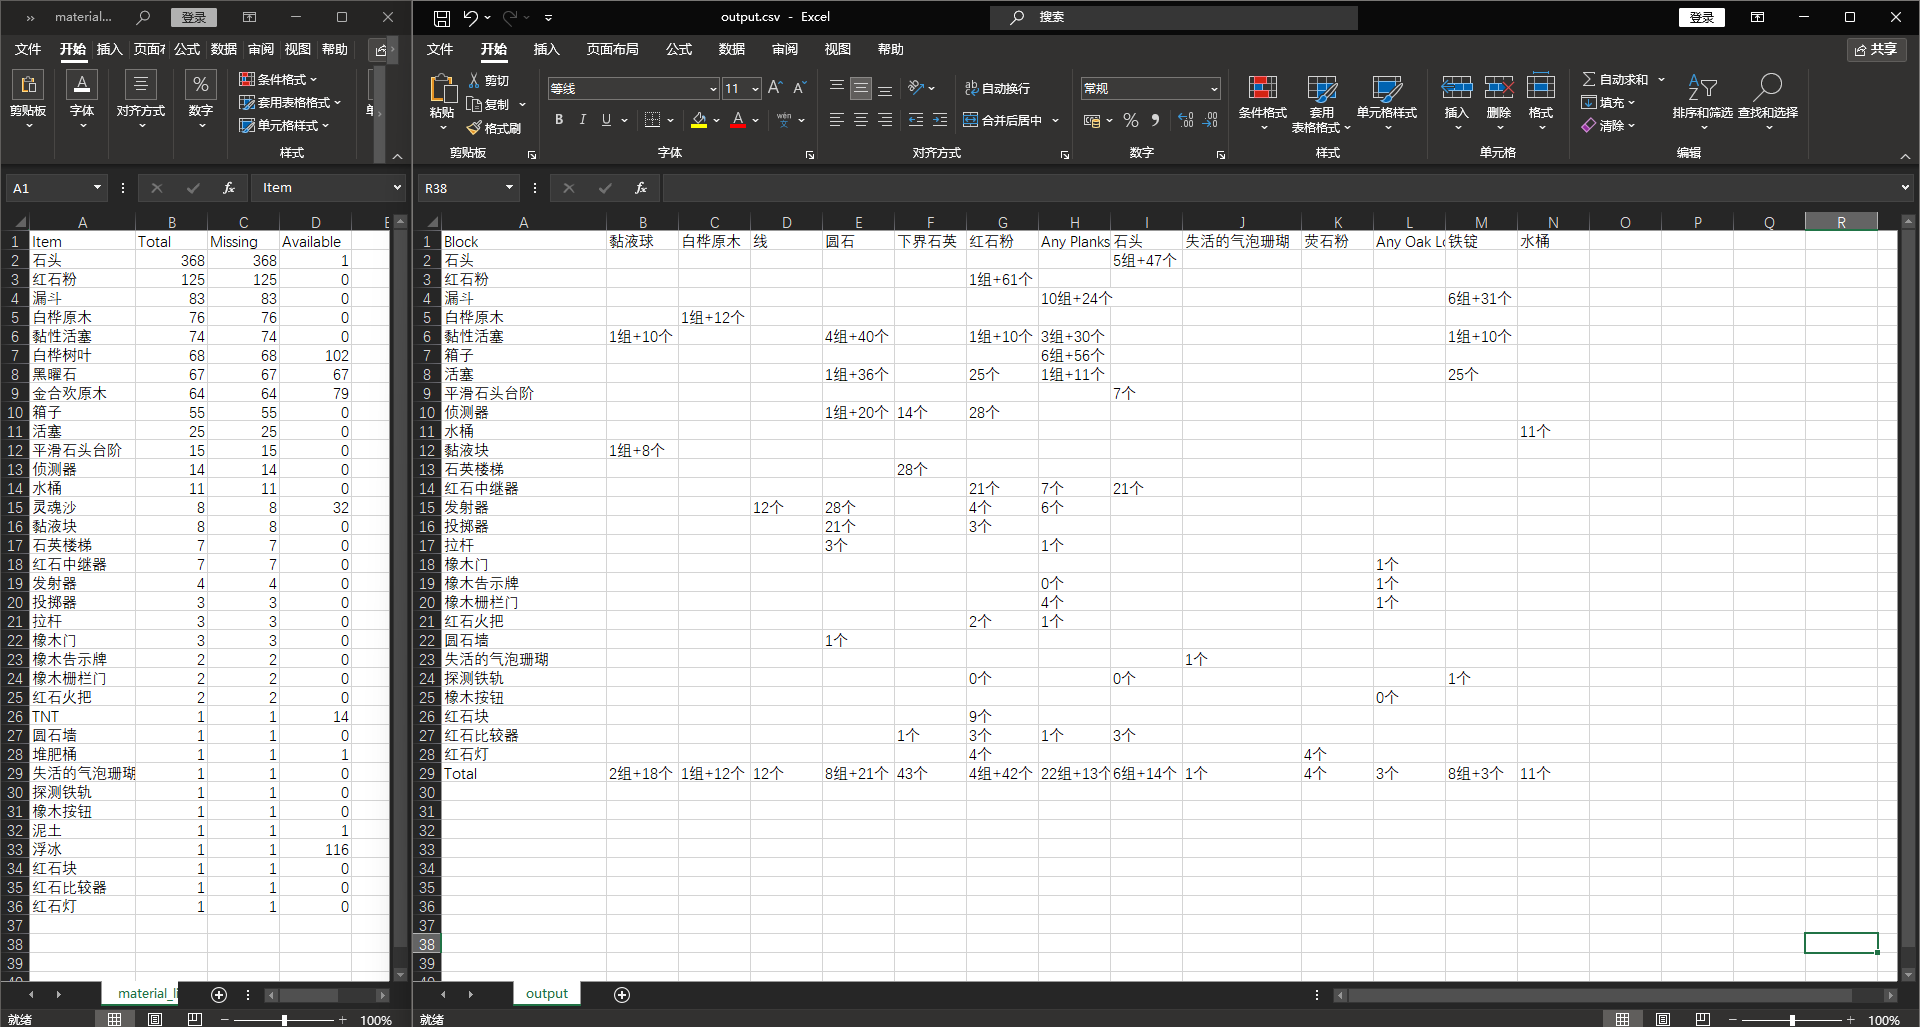 » material... 登录
文件 开始 插入 页面 公式 数据 审阅 视图 帮助
剪贴板 字体 对齐方式 数字 条件格式 套用表格格式 单元格样式
样式
A1 fx Item
A B C D E
1 Item Total Missing Available
2 石头 368 368 1
3 红石粉 125 125 0
4 漏斗 83 83 0
5 白桦原木 76 76 0
6 黏性活塞 74 74 0
7 白桦树叶 68 68 102
8 黑曜石 67 67 67
9 金合欢原木 64 64 79
10 箱子 55 55 0
11 活塞 25 25 0
12 平滑石头台阶 15 15 0
13 侦测器 14 14 0
14 水桶 11 11 0
15 灵魂沙 8 8 32
16 黏液块 8 8 0
17 石英楼梯 7 7 0
18 红石中继器 7 7 0
19 发射器 4 4 0
20 投掷器 3 3 0
21 拉杆 3 3 0
22 橡木门 3 3 0
23 橡木告示牌 2 2 0
24 橡木栅栏门 2 2 0
25 红石火把 2 2 0
26 TNT 1 1 14
27 圆石墙 1 1 0
28 堆肥桶 1 1 1
29 失活的气泡珊瑚 1 1 0
30 探测铁轨 1 1 0
31 橡木按钮 1 1 0
32 泥土 1 1 1
33 浮冰 1 1 116
34 红石块 1 1 0
35 红石比较器 1 1 0
36 红石灯 1 1 0
37
38
39
material_li
就绪 100%
output.csv - Excel 搜索 登录
文件 开始 插入 页面布局 公式 数据 审阅 视图 帮助 共享
粘贴 剪切 复制 格式刷 等线 11 B I U A wén 文 自动换行 合并后居中 常规 % 条件格式 套用 表格格式 单元格样式 插入 删除 格式 自动求和 填充 清除 排序和筛选 查找和选择
剪贴板 字体 对齐方式 数字 样式 单元格 编辑
R38 fx
A B C D E F G H I J K L M N O P Q R
1 Block 黏液球 白桦原木 线 圆石 下界石英 红石粉 Any Planks 石头 失活的气泡珊瑚 荧石粉 Any Oak Lo 铁锭 水桶
2 石头 5组+47个
3 红石粉 1组+61个
4 漏斗 10组+24个 6组+31个
5 白桦原木 1组+12个
6 黏性活塞 1组+10个 4组+40个 1组+10个 3组+30个 1组+10个
7 箱子 6组+56个
8 活塞 1组+36个 25个 1组+11个 25个
9 平滑石头台阶 7个
10 侦测器 1组+20个 14个 28个
11 水桶 11个
12 黏液块 1组+8个
13 石英楼梯 28个
14 红石中继器 21个 7个 21个
15 发射器 12个 28个 4个 6个
16 投掷器 21个 3个
17 拉杆 3个 1个
18 橡木门 1个
19 橡木告示牌 0个 1个
20 橡木栅栏门 4个 1个
21 红石火把 2个 1个
22 圆石墙 1个
23 失活的气泡珊瑚 1个
24 探测铁轨 0个 0个 1个
25 橡木按钮 0个
26 红石块 9个
27 红石比较器 1个 3个 1个 3个
28 红石灯 4个 4个
29 Total 2组+18个 1组+12个 12个 8组+21个 43个 4组+42个 22组+13个 6组+14个 1个 4个 3个 8组+3个 11个
30
31
32
33
34
35
36
37
38
39
output
就绪 100%